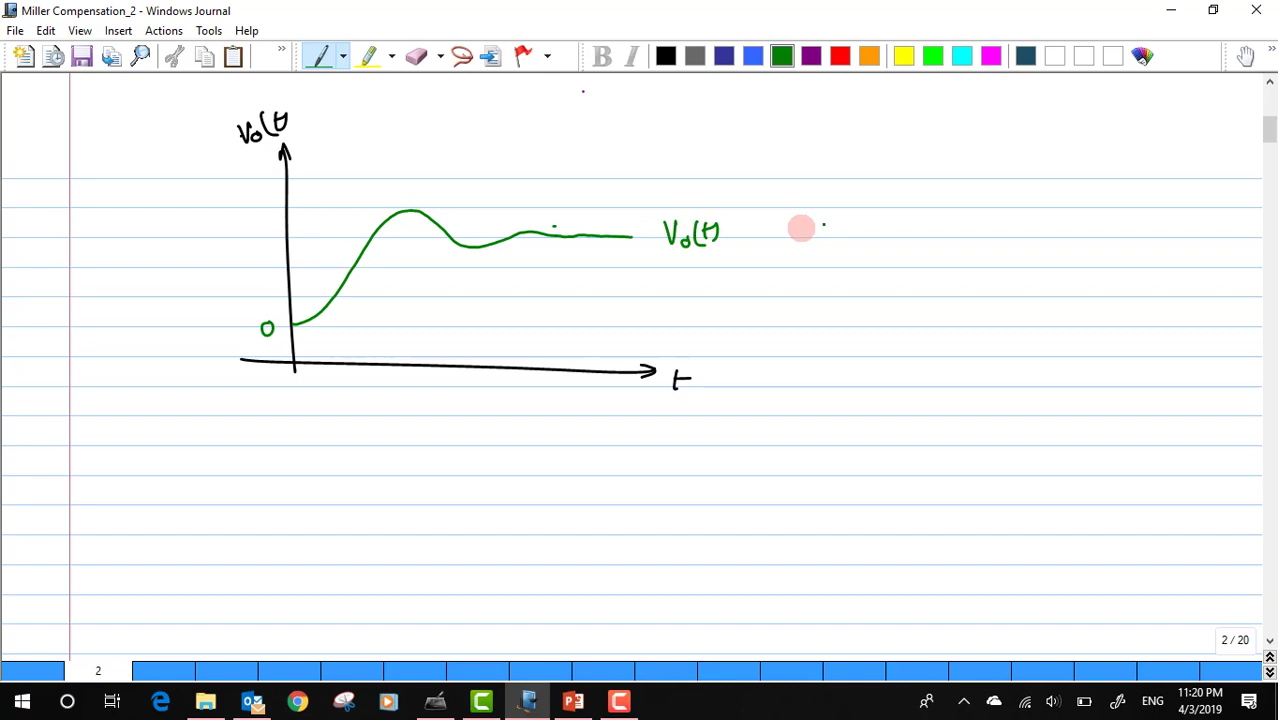 Miller Compensation_2 - Windows Journal
File Edit View Insert Actions Tools Help
B I
Vo(t
Vo(t)
0
t
2 / 20
2
ENG
11:20 PM
4/3/2019